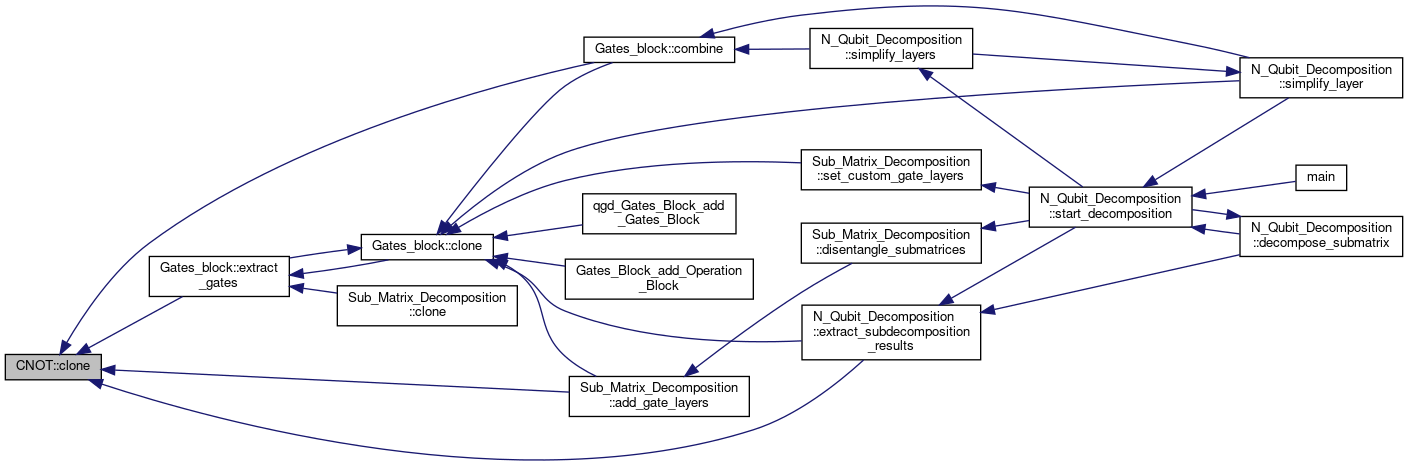 Gates_block::combine
N_Qubit_Decomposition
::simplify_layers
N_Qubit_Decomposition
::simplify_layer
Sub_Matrix_Decomposition
::set_custom_gate_layers
main
qgd_Gates_Block_add
_Gates_Block
N_Qubit_Decomposition
::start_decomposition
Gates_block::clone
Sub_Matrix_Decomposition
::disentangle_submatrices
N_Qubit_Decomposition
::decompose_submatrix
Gates_block::extract
_gates
Gates_Block_add_Operation
_Block
Sub_Matrix_Decomposition
::clone
N_Qubit_Decomposition
::extract_subdecomposition
_results
CNOT::clone
Sub_Matrix_Decomposition
::add_gate_layers